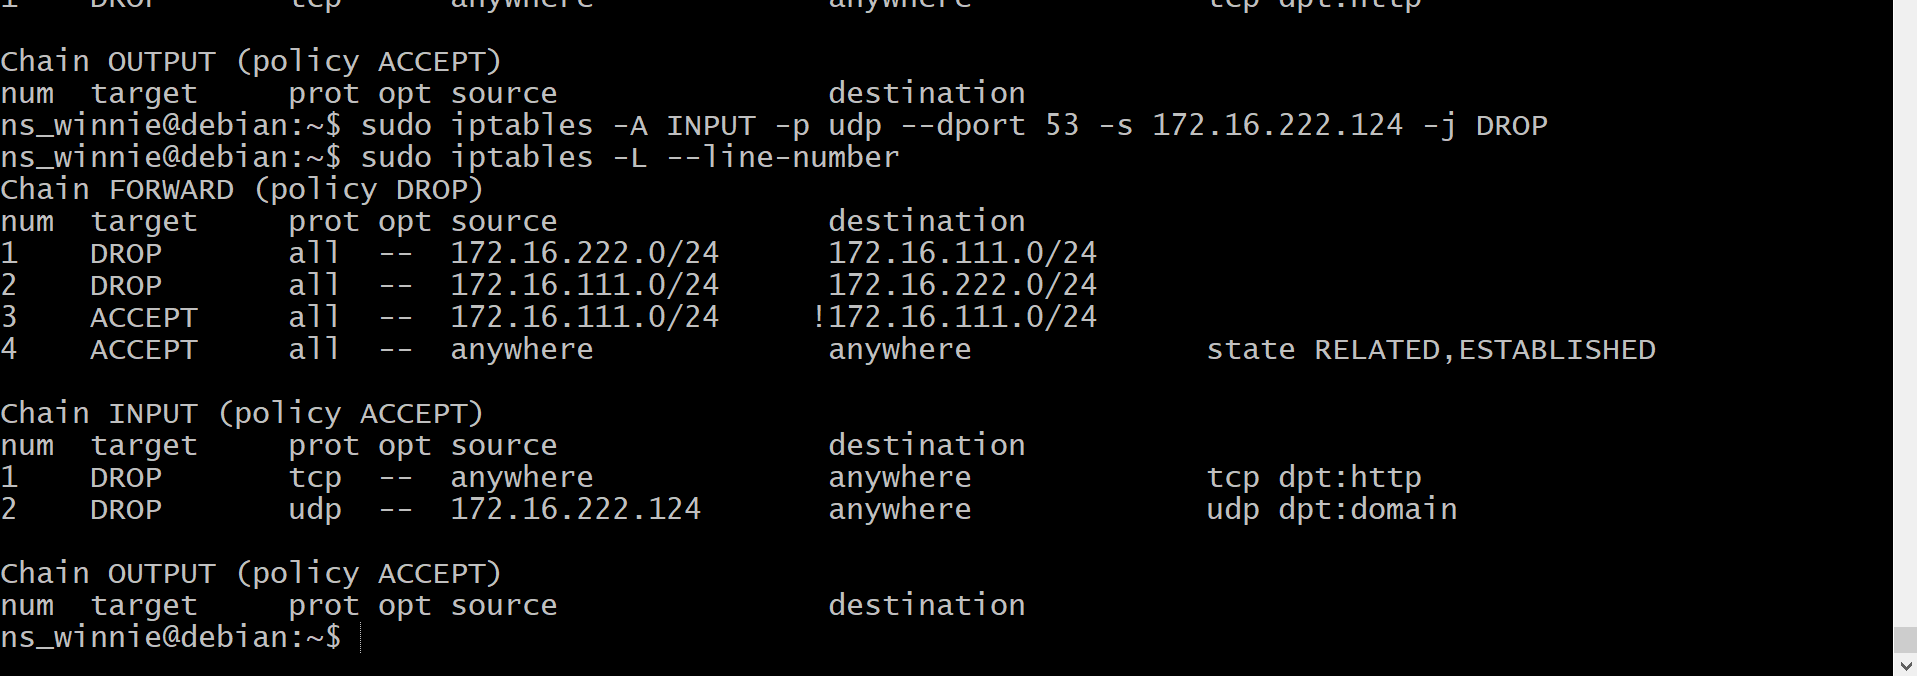 1    DROP       tcp  --  anywhere             anywhere             tcp dpt:http
Chain OUTPUT (policy ACCEPT)
num  target     prot opt source               destination
ns_winnie@debian:~$ sudo iptables -A INPUT -p udp --dport 53 -s 172.16.222.124 -j DROP
ns_winnie@debian:~$ sudo iptables -L --line-number
Chain FORWARD (policy DROP)
num  target     prot opt source               destination
1    DROP       all  --  172.16.222.0/24      172.16.111.0/24
2    DROP       all  --  172.16.111.0/24      172.16.222.0/24
3    ACCEPT     all  --  172.16.111.0/24     !172.16.111.0/24
4    ACCEPT     all  --  anywhere             anywhere             state RELATED,ESTABLISHED
Chain INPUT (policy ACCEPT)
num  target     prot opt source               destination
1    DROP       tcp  --  anywhere             anywhere             tcp dpt:http
2    DROP       udp  --  172.16.222.124       anywhere             udp dpt:domain
Chain OUTPUT (policy ACCEPT)
num  target     prot opt source               destination
ns_winnie@debian:~$